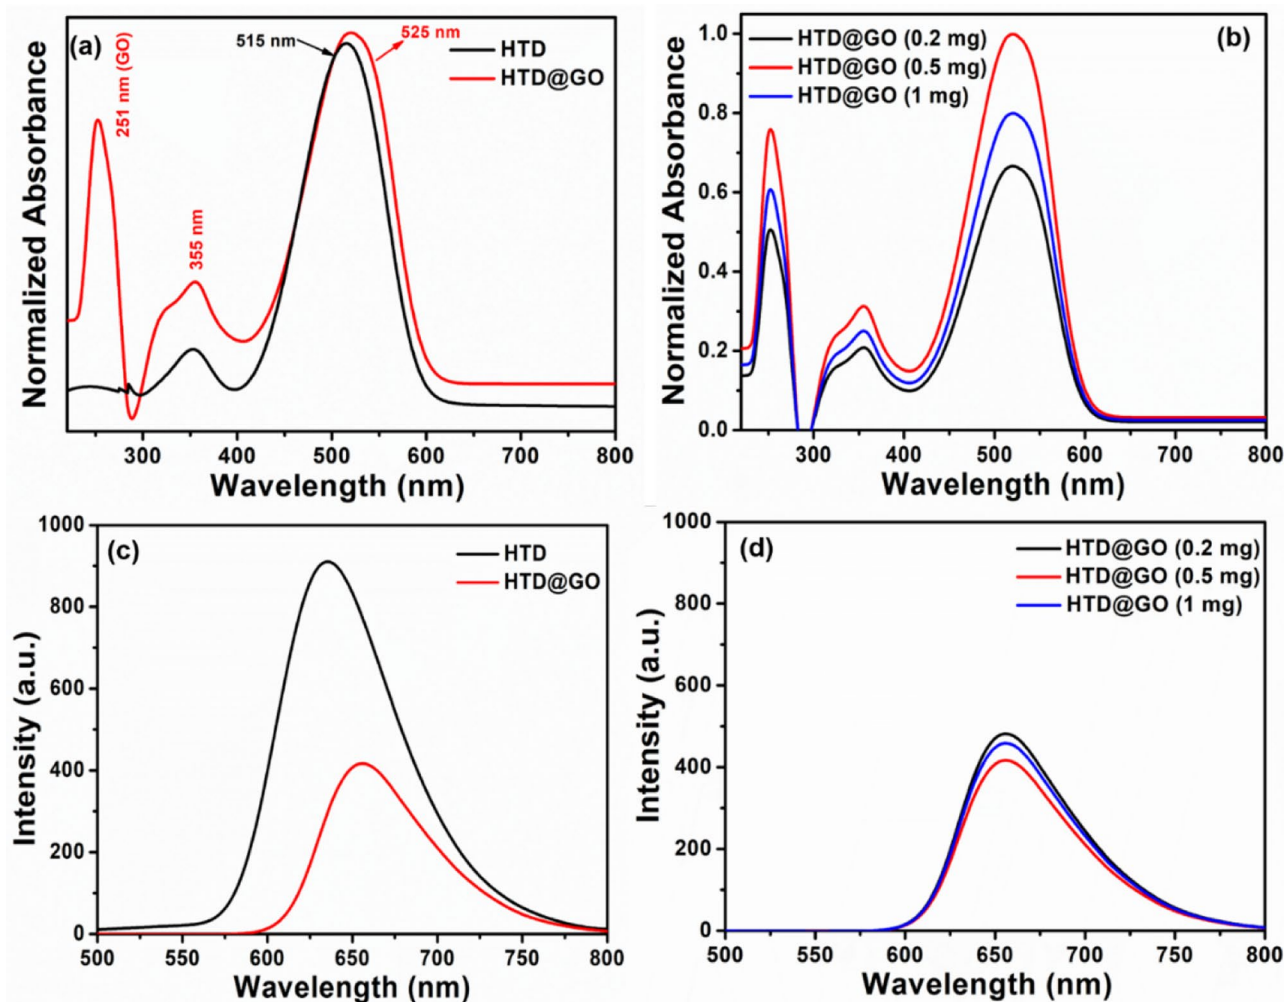 (a)
515 nm
525 nm
HTD
HTD@GO
251 nm (GO)
355 nm
Normalized Absorbance
300 400 500 600 700 800
Wavelength (nm)
(b)
HTD@GO (0.2 mg)
HTD@GO (0.5 mg)
HTD@GO (1 mg)
1.0
0.8
0.6
0.4
0.2
0.0
Normalized Absorbance
300 400 500 600 700 800
Wavelength (nm)
(c)
HTD
HTD@GO
1000
800
600
400
200
0
Intensity (a.u.)
500 550 600 650 700 750 800
Wavelength (nm)
(d)
HTD@GO (0.2 mg)
HTD@GO (0.5 mg)
HTD@GO (1 mg)
1000
800
600
400
200
0
Intensity (a.u.)
500 550 600 650 700 750 800
Wavelength (nm)